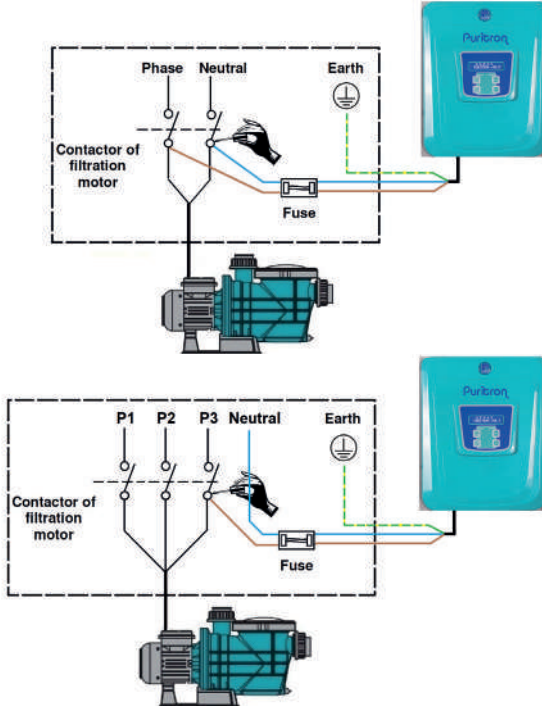 Puritron
Phase Neutral Earth
Contactor of
filtration
motor
Fuse
Puritron
P1 P2 P3 Neutral Earth
Contactor of
filtration
motor
Fuse